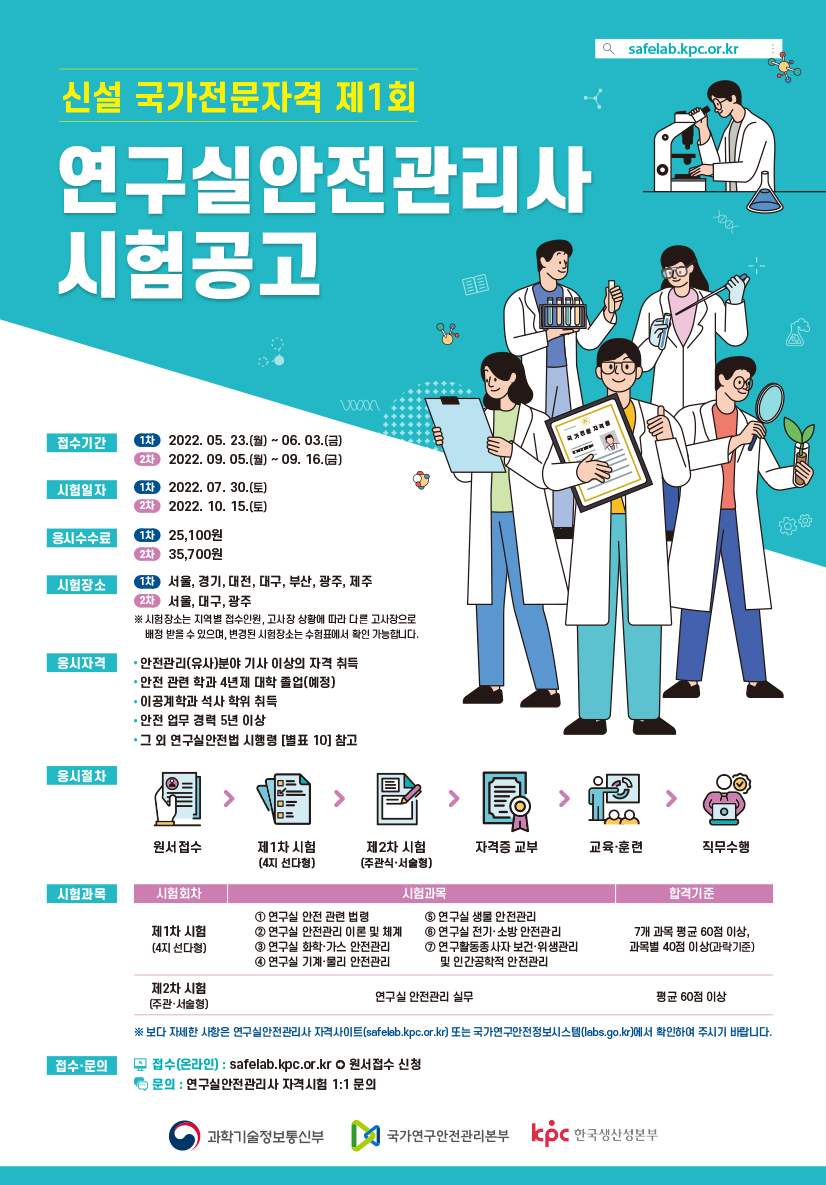 safelab.kpc.or.kr
신설 국가전문자격 제1회
연구실안전관리사
시험공고
국가전문자격증
접수기간
1차 2022. 05. 23.(월) ~ 06. 03.(금)
2차 2022. 09. 05.(월) ~ 09. 16.(금)
시험일자
1차 2022. 07. 30.(토)
2차 2022. 10. 15.(토)
응시수수료
1차 25,100원
2차 35,700원
시험장소
1차 서울, 경기, 대전, 대구, 부산, 광주, 제주
2차 서울, 대구, 광주
※ 시험장소는 지역별 접수인원, 고사장 상황에 따라 다른 고사장으로
배정 받을 수 있으며, 변경된 시험장소는 수험표에서 확인 가능합니다.
응시자격
• 안전관리(유사)분야 기사 이상의 자격 취득
• 안전 관련 학과 4년제 대학 졸업(예정)
• 이공계학과 석사 학위 취득
• 안전 업무 경력 5년 이상
• 그 외 연구실안전법 시행령 [별표 10] 참고
응시절차
원서접수 제1차 시험 제2차 시험 자격증 교부 교육·훈련 직무수행
(4지 선다형) (주관식·서술형)
시험과목
시험회차 시험과목 합격기준
제1차 시험
(4지 선다형)
① 연구실 안전 관련 법령
② 연구실 안전관리 이론 및 체계
③ 연구실 화학·가스 안전관리
④ 연구실 기계·물리 안전관리
⑤ 연구실 생물 안전관리
⑥ 연구실 전기·소방 안전관리
⑦ 연구활동종사자 보건·위생관리
및 인간공학적 안전관리
7개 과목 평균 60점 이상,
과목별 40점 이상(과락기준)
제2차 시험
(주관·서술형)
연구실 안전관리 실무
평균 60점 이상
※ 보다 자세한 사항은 연구실안전관리사 자격사이트(safelab.kpc.or.kr) 또는 국가연구안전정보시스템(labs.go.kr)에서 확인하여 주시기 바랍니다.
접수·문의
접수(온라인) : safelab.kpc.or.kr ➲ 원서접수 신청
문의 : 연구실안전관리사 자격시험 1:1 문의
과학기술정보통신부 국가연구안전관리본부 kpc 한국생산성본부